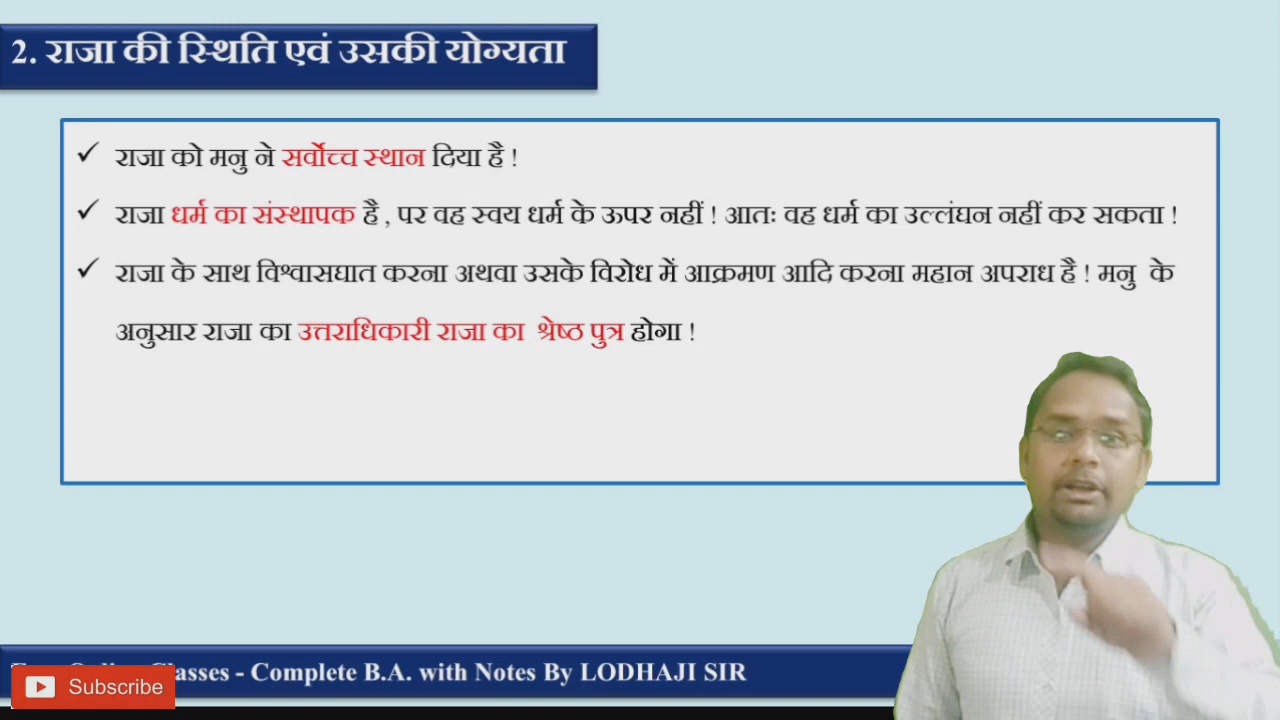 2. राजा की स्थिति एवं उसकी योग्यता
राजा को मनु ने सर्वोच्च स्थान दिया है !
राजा धर्म का संस्थापक है , पर वह स्वय धर्म के ऊपर नहीं ! आतः वह धर्म का उल्लंघन नहीं कर सकता !
राजा के साथ विश्वासघात करना अथवा उसके विरोध में आक्रमण आदि करना महान अपराध है ! मनु के
अनुसार राजा का उत्तराधिकारी राजा का श्रेष्ठ पुत्र होगा !
Classes - Complete B.A. with Notes By LODHAJI SIR
Subscribe